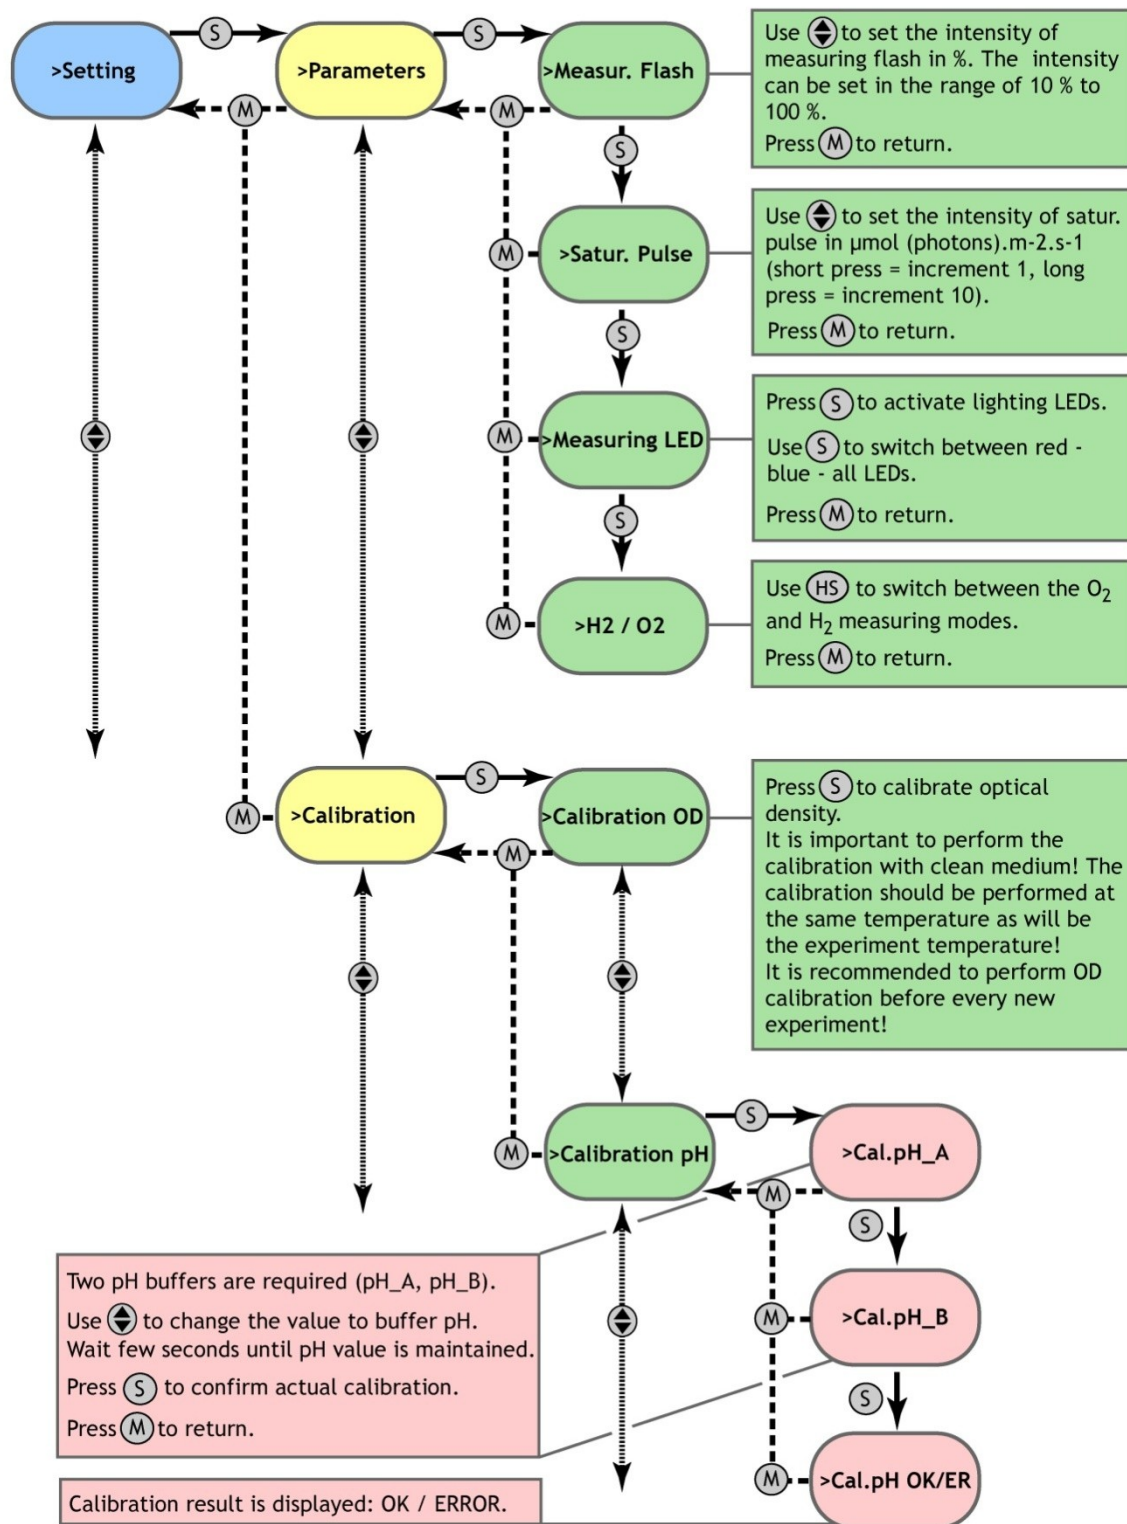 S
S
>Setting
>Parameters
>Measur. Flash
M
M
Use to set the intensity of
measuring flash in %. The intensity
can be set in the range of 10 % to
100 %.
Press M to return.
S
>Satur. Pulse
M
Use to set the intensity of satur.
pulse in µmol (photons).m-2.s-1
(short press = increment 1, long
press = increment 10).
Press M to return.
S
>Measuring LED
M
Press S to activate lighting LEDs.
Use S to switch between red -
blue - all LEDs.
Press M to return.
S
>H2 / O2
M
Use HS to switch between the O2
and H2 measuring modes.
Press M to return.
S
>Calibration
M
>Calibration OD
M
Press S to calibrate optical
density.
It is important to perform the
calibration with clean medium! The
calibration should be performed at
the same temperature as will be
the experiment temperature!
It is recommended to perform OD
calibration before every new
experiment!
S
>Calibration pH
M
>Cal.pH_A
M
S
>Cal.pH_B
M
S
>Cal.pH OK/ER
M
Two pH buffers are required (pH_A, pH_B).
Use to change the value to buffer pH.
Wait few seconds until pH value is maintained.
Press S to confirm actual calibration.
Press M to return.
Calibration result is displayed: OK / ERROR.